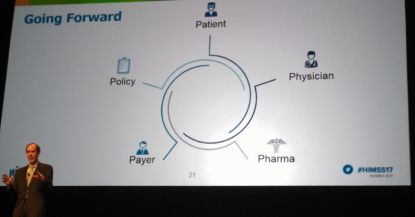 Going Forward
Patient
Policy
Physician
Payer
Pharma
21
#HIMSS17